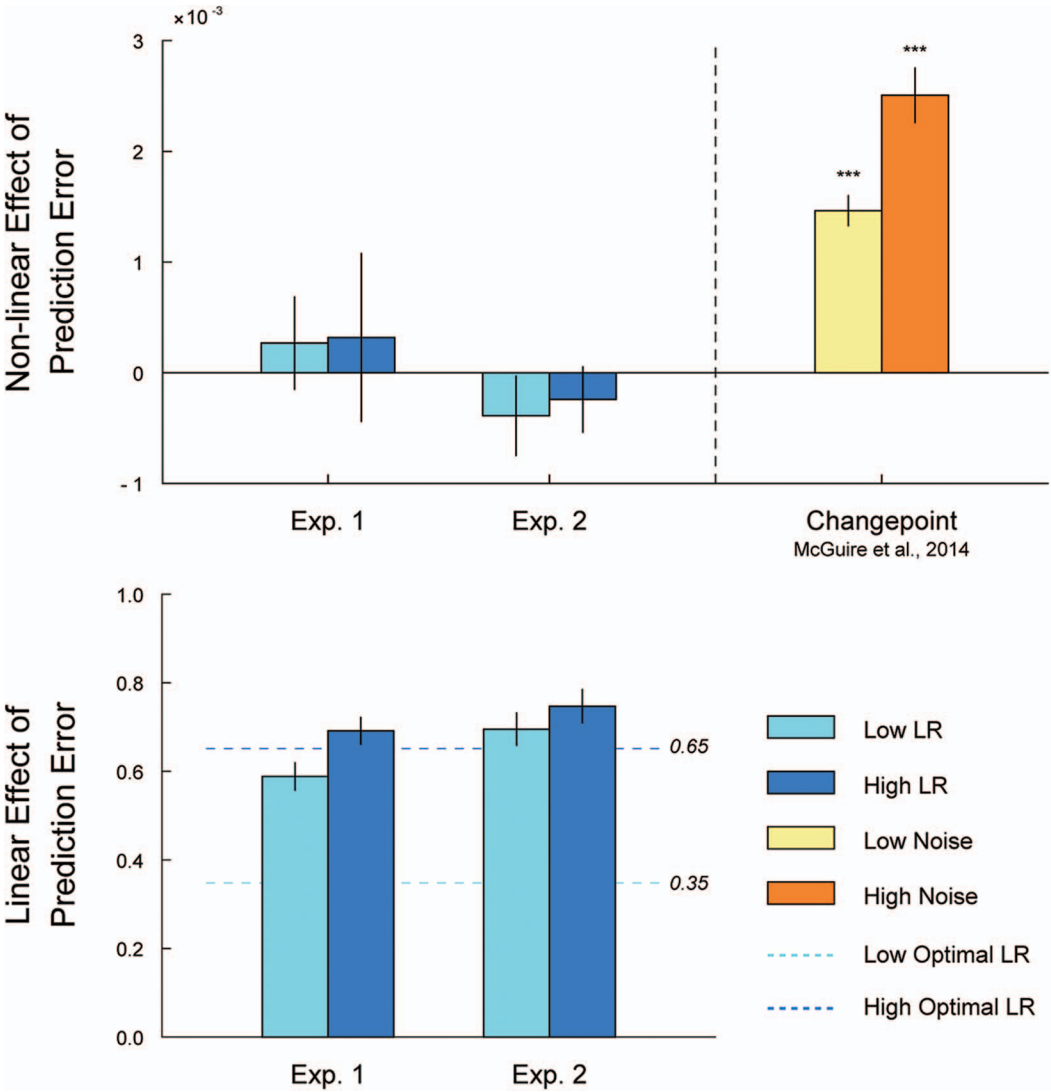 ×10 -3
Non-linear Effect of
Prediction Error
3
2
1
0
- 1
***
***
Exp. 1
Exp. 2
Changepoint
McGuire et al., 2014
Linear Effect of
Prediction Error
1.0
0.8
0.6
0.4
0.2
0.0
0.65
0.35
Exp. 1
Exp. 2
Low LR
High LR
Low Noise
High Noise
Low Optimal LR
High Optimal LR